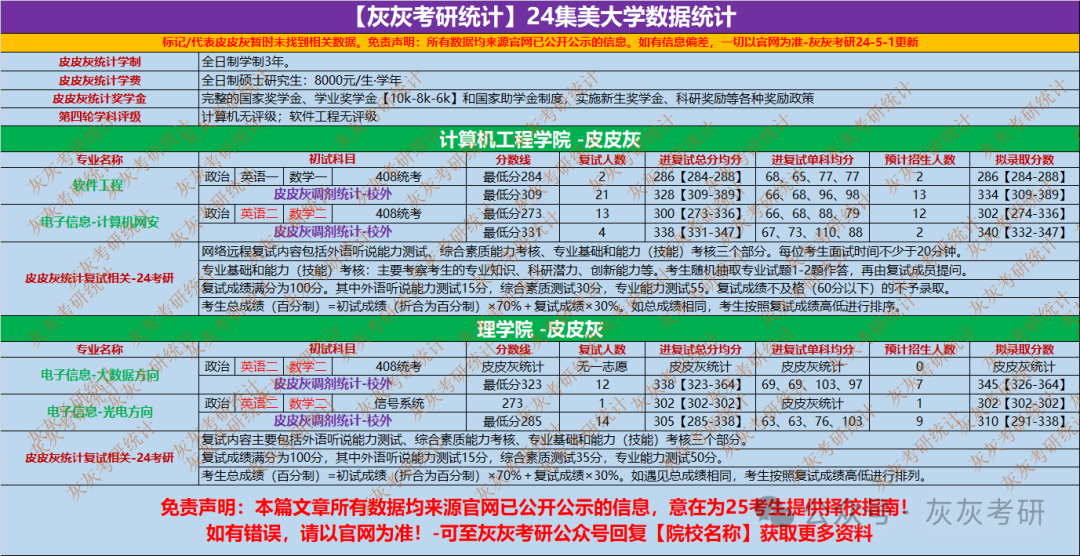 【灰灰考研统计】24集美大学数据统计
标记/代表皮皮灰暂时未找到相关数据。免责声明：所有数据均来源官网已公开公示的信息。如有信息偏差，一切以官网为准-灰灰考研24-5-1更新
皮皮灰统计学制 全日制学制3年。
皮皮灰统计学费 全日制硕士研究生：8000元/生·学年
皮皮灰统计奖学金 完整的国家奖学金、学业奖学金【10k-8k-6k】和国家助学金制度，实施新生奖学金、科研奖励等各种奖励政策
第四轮学科评级 计算机无评级；软件工程无评级
计算机工程学院 -皮皮灰
专业名称 初试科目 分数线 复试人数 进复试总分均分 进复试单科均分 预计招生人数 拟录取分数
软件工程 政治 英语一 数学一 408统考 最低分284 2 286【284-288】 68、65、77、77 2 286【284-288】
皮皮灰调剂统计-校外 最低分309 21 328【309-389】 66、68、96、98 13 334【309-389】
电子信息-计算机网安 政治 英语二 数学二 408统考 最低分273 13 300【273-336】 66、68、88、79 12 302【274-336】
皮皮灰调剂统计-校外 最低分331 4 338【331-347】 67、73、110、88 2 340【332-347】
皮皮灰统计复试相关-24考研 网络远程复试内容包括外语听说能力测试、综合素质能力考核、专业基础和能力（技能）考核三个部分。每位考生面试时间不少于20分钟。
专业基础和能力（技能）考核：主要考察考生的专业知识、科研潜力、创新能力等。考生随机抽取专业试题1-2题作答，再由复试成员提问。
复试成绩满分为100分。其中外语听说能力测试15分，综合素质测试30分，专业能力测试55。复试成绩不及格（60分以下）的不予录取。
考生总成绩（百分制）=初试成绩（折合为百分制）×70%＋复试成绩×30%。如总成绩相同，考生按照复试成绩高低进行排序。
理学院 -皮皮灰
专业名称 初试科目 分数线 复试人数 进复试总分均分 进复试单科均分 预计招生人数 拟录取分数
电子信息-大数据方向 政治 英语二 数学二 408统考 皮皮灰统计 无一志愿 皮皮灰统计 皮皮灰统计 0 皮皮灰统计
皮皮灰调剂统计-校外 最低分323 12 338【323-364】 69、69、103、97 7 345【326-364】
电子信息-光电方向 政治 英语二 数学二 信号系统 273 1 302【302-302】 皮皮灰统计 1 302【302-302】
皮皮灰调剂统计-校外 最低分285 14 305【285-338】 63、63、76、103 9 310【291-338】
皮皮灰统计复试相关-24考研 复试内容主要包括外语听说能力测试、综合素质能力考核、专业基础和能力（技能）考核三个部分。
复试成绩满分为100分，其中外语听说能力测试15分，综合素质测试35分，专业能力测试50分。
考生总成绩（百分制）=初试成绩（折合为百分制）×70%＋复试成绩×30%。如遇见总成绩相同，考生按照复试成绩高低进行排列。
免责声明：本篇文章所有数据均来源官网已公开公示的信息，意在为25考生提供择校指南！
如有错误，请以官网为准！-可至灰灰考研公众号回复【院校名称】获取更多资料
公众号 · 灰灰考研